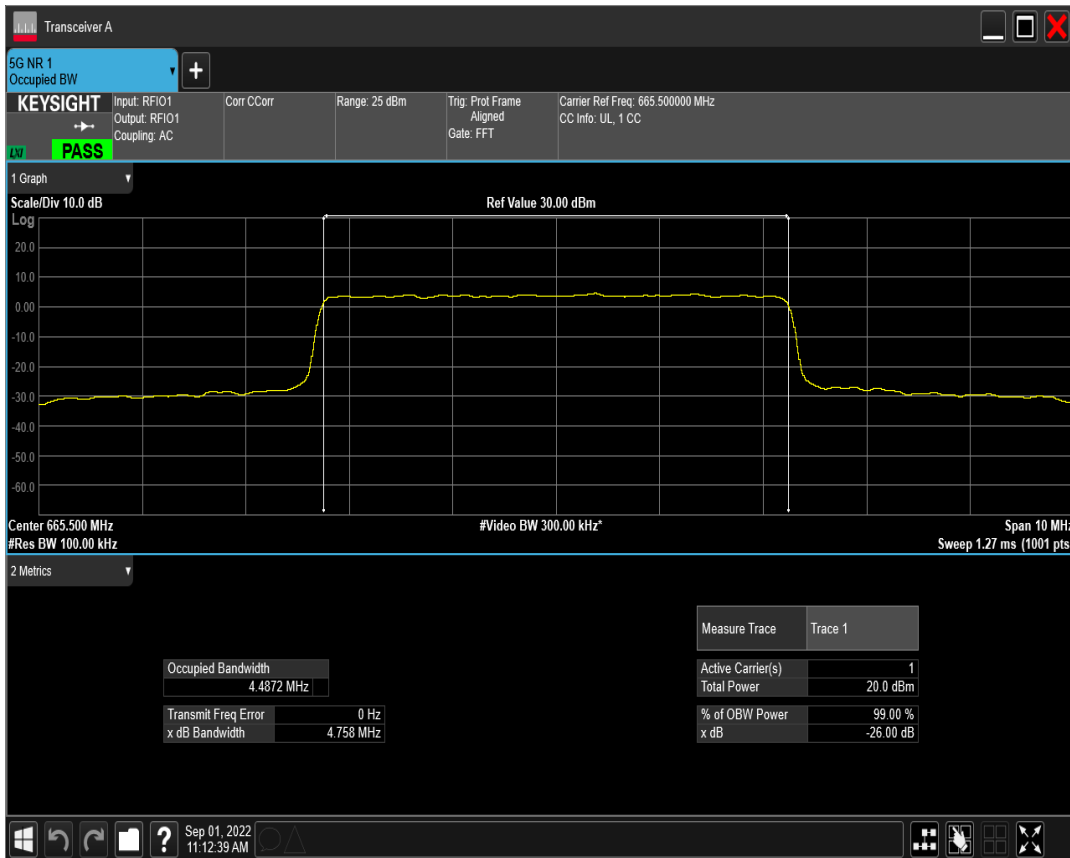 Transceiver A
5G NR 1
Occupied BW
+
KEYSIGHT
LXI
PASS
Input: RFIO1
Output: RFIO1
Coupling: AC
Corr CCorr
Range: 25 dBm
Trig: Prot Frame
Aligned
Gate: FFT
Carrier Ref Freq: 665.500000 MHz
CC Info: UL, 1 CC
1 Graph
Scale/Div 10.0 dB
Ref Value 30.00 dBm
Log
20.0
10.0
0.00
-10.0
-20.0
-30.0
-40.0
-50.0
-60.0
Center 665.500 MHz
#Video BW 300.00 kHz*
Span 10 MHz
#Res BW 100.00 kHz
Sweep 1.27 ms (1001 pts
2 Metrics
Measure Trace Trace 1
Occupied Bandwidth
4.4872 MHz
Active Carrier(s) 1
Total Power 20.0 dBm
Transmit Freq Error 0 Hz
x dB Bandwidth 4.758 MHz
% of OBW Power 99.00 %
x dB -26.00 dB
?
Sep 01, 2022
11:12:39 AM